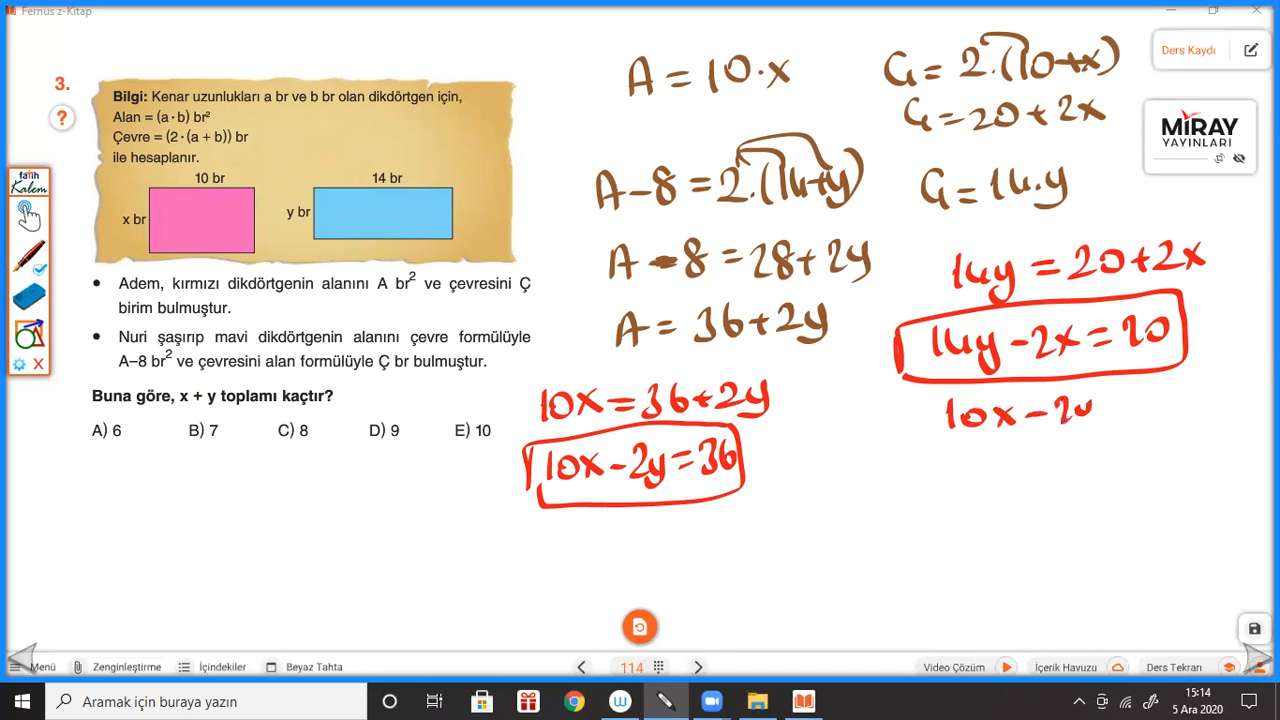 Fernus z-Kitap
3.
?
Bilgi: Kenar uzunlukları a br ve b br olan dikdörtgen için,
Alan = (a · b) br²
Çevre = (2 · (a + b)) br
ile hesaplanır.
10 br
14 br
x br
y br
fatih
Kalem
X
• Adem, kırmızı dikdörtgenin alanını A br² ve çevresini Ç
birim bulmuştur.
• Nuri şaşırıp mavi dikdörtgenin alanını çevre formülüyle
A–8 br² ve çevresini alan formülüyle Ç br bulmuştur.
Buna göre, x + y toplamı kaçtır?
A) 6 B) 7 C) 8 D) 9 E) 10
A = 10·x
A-8 = 2·(14+y)
A-8 = 28+2y
A = 36+2y
10x = 36+2y
10x-2y=36
Ç = 2·(10+x)
Ç = 20+2x
Ç = 14·y
14y = 20+2x
14y-2x=20
10x-2y
Ders Kaydı
MİRAY
YAYINLARI
Menü Zenginleştirme İçindekiler Beyaz Tahta 114 Video Çözüm İçerik Havuzu Ders Tekrarı
Aramak için buraya yazın
15:14
5 Ara 2020